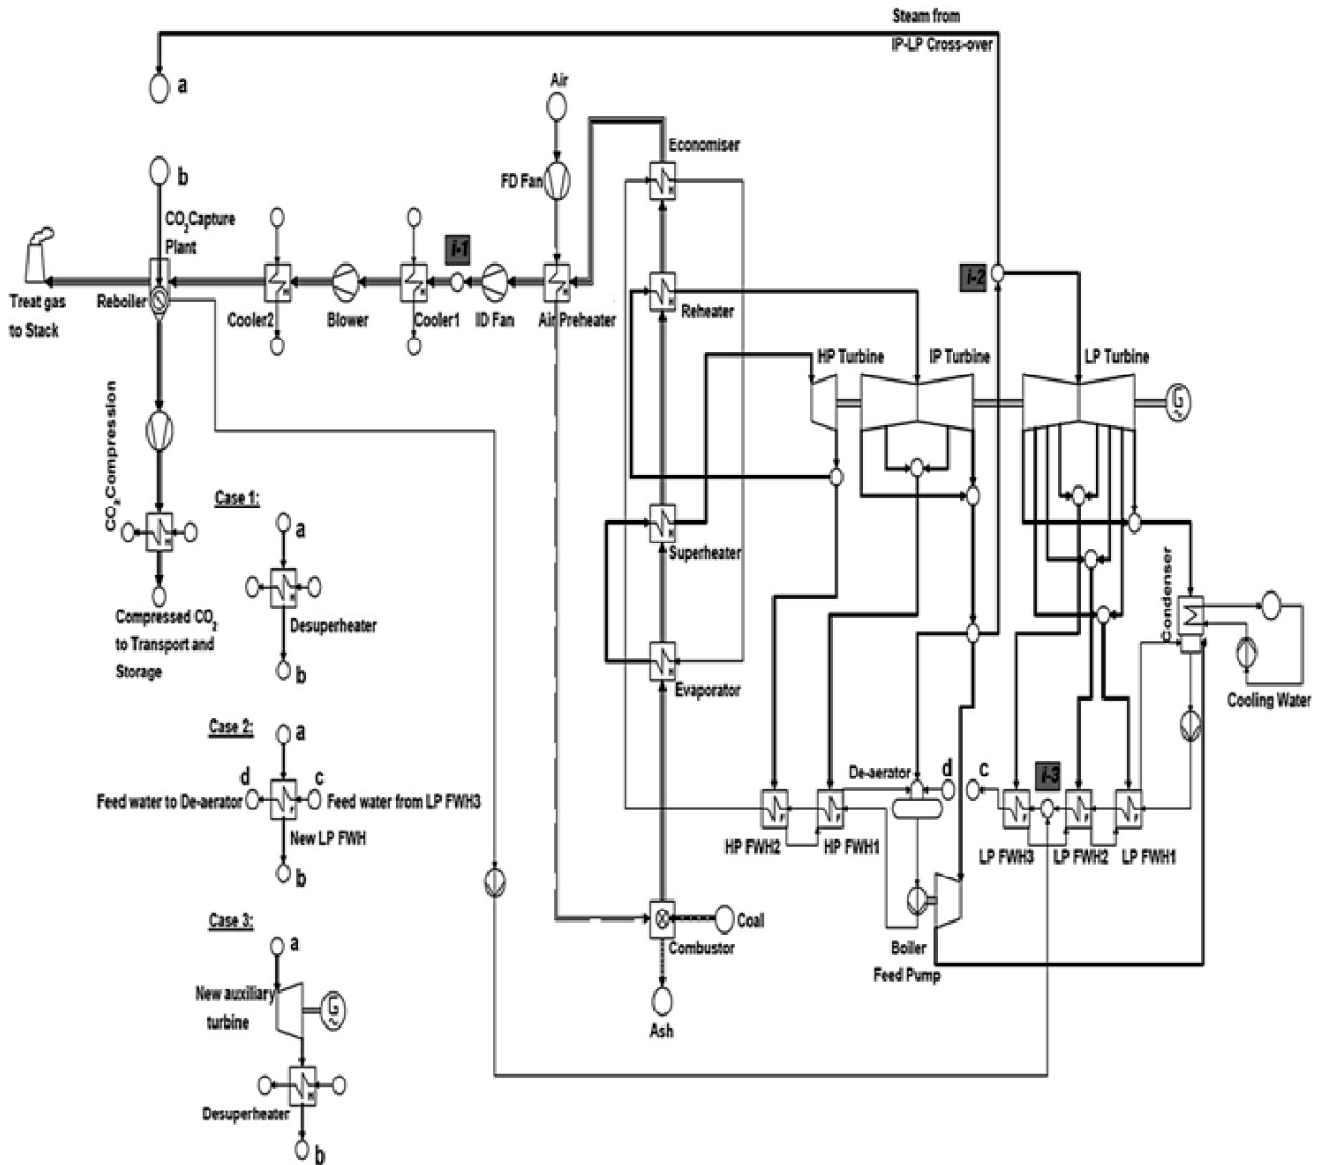 Steam from
IP-LP Cross-over
a
Air
b
FD Fan
Economiser
CO2 Capture
Plant
i-1
i-2
Treat gas
to Stack
Reboiler
Cooler2
Blower
Cooler1
ID Fan
Air Preheater
Reheater
HP Turbine
IP Turbine
LP Turbine
G
CO2 Compression
Case 1:
a
Superheater
Condenser
Compressed CO2
to Transport and
Storage
Desuperheater
b
Evaporator
Cooling Water
Case 2:
a
d
c
Feed water to De-aerator
Feed water from LP FWH3
New LP FWH
b
De-aerator
d
c
i-3
HP FWH2
HP FWH1
LP FWH3
LP FWH2
LP FWH1
Case 3:
a
Coal
Combustor
Boiler
Feed Pump
New auxiliary
turbine
G
Ash
Desuperheater
b